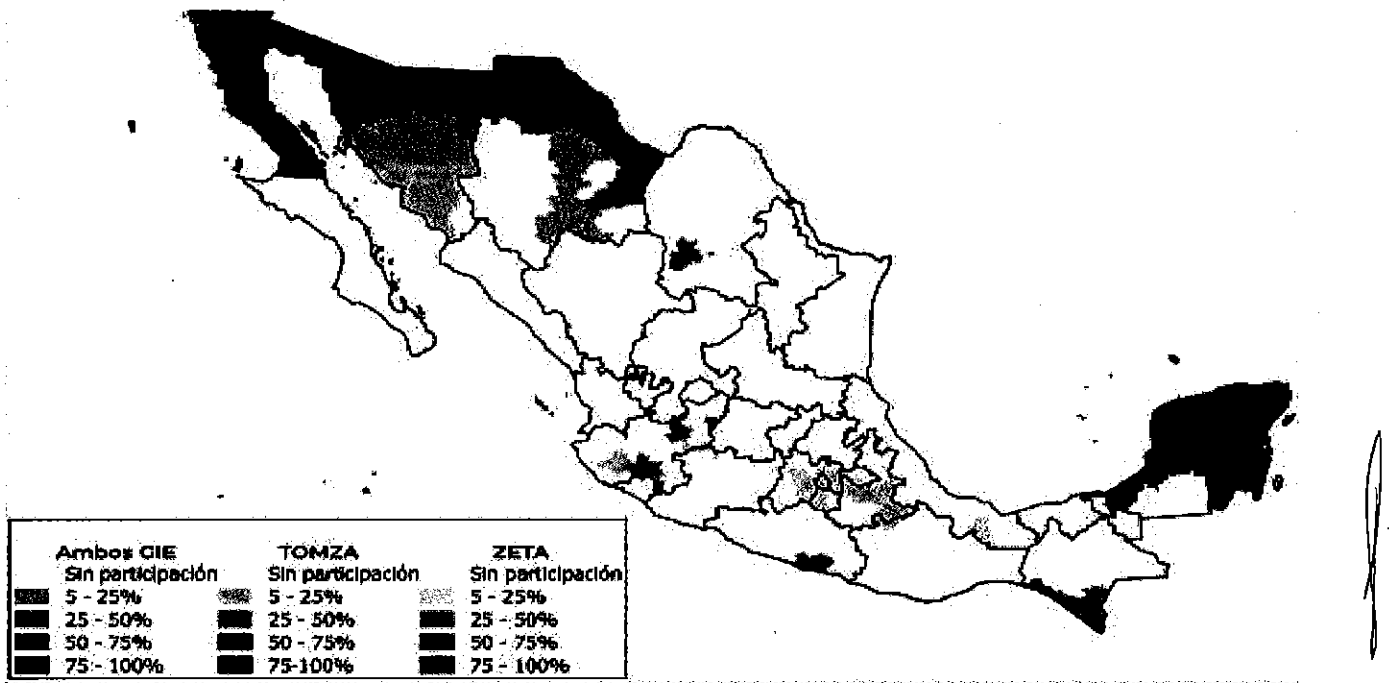 Ambos GIE TOMZA ZETA
Sin participación Sin participación Sin participación
5 - 25% 5 - 25% 5 - 25%
25 - 50% 25 - 50% 25 - 50%
50 - 75% 50 - 75% 50 - 75%
75 - 100% 75-100% 75 - 100%